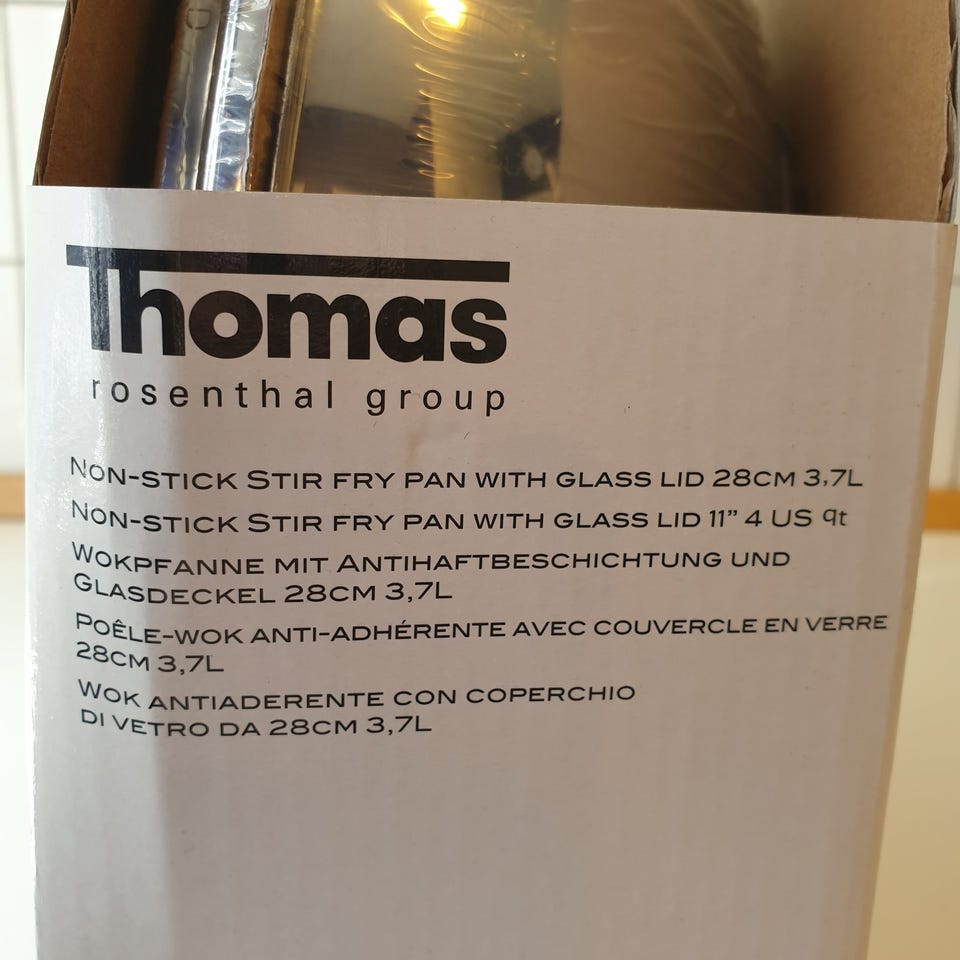 Thomas
rosenthal group
NON-STICK STIR FRY PAN WITH GLASS LID 28CM 3,7L
NON-STICK STIR FRY PAN WITH GLASS LID 11” 4 US qt
WOKPFANNE MIT ANTIHAFTBESCHICHTUNG UND
GLASDECKEL 28CM 3,7L
POÊLE-WOK ANTI-ADHÉRENTE AVEC COUVERCLE EN VERRE
28CM 3,7L
WOK ANTIADERENTE CON COPERCHIO
DI VETRO DA 28CM 3,7L